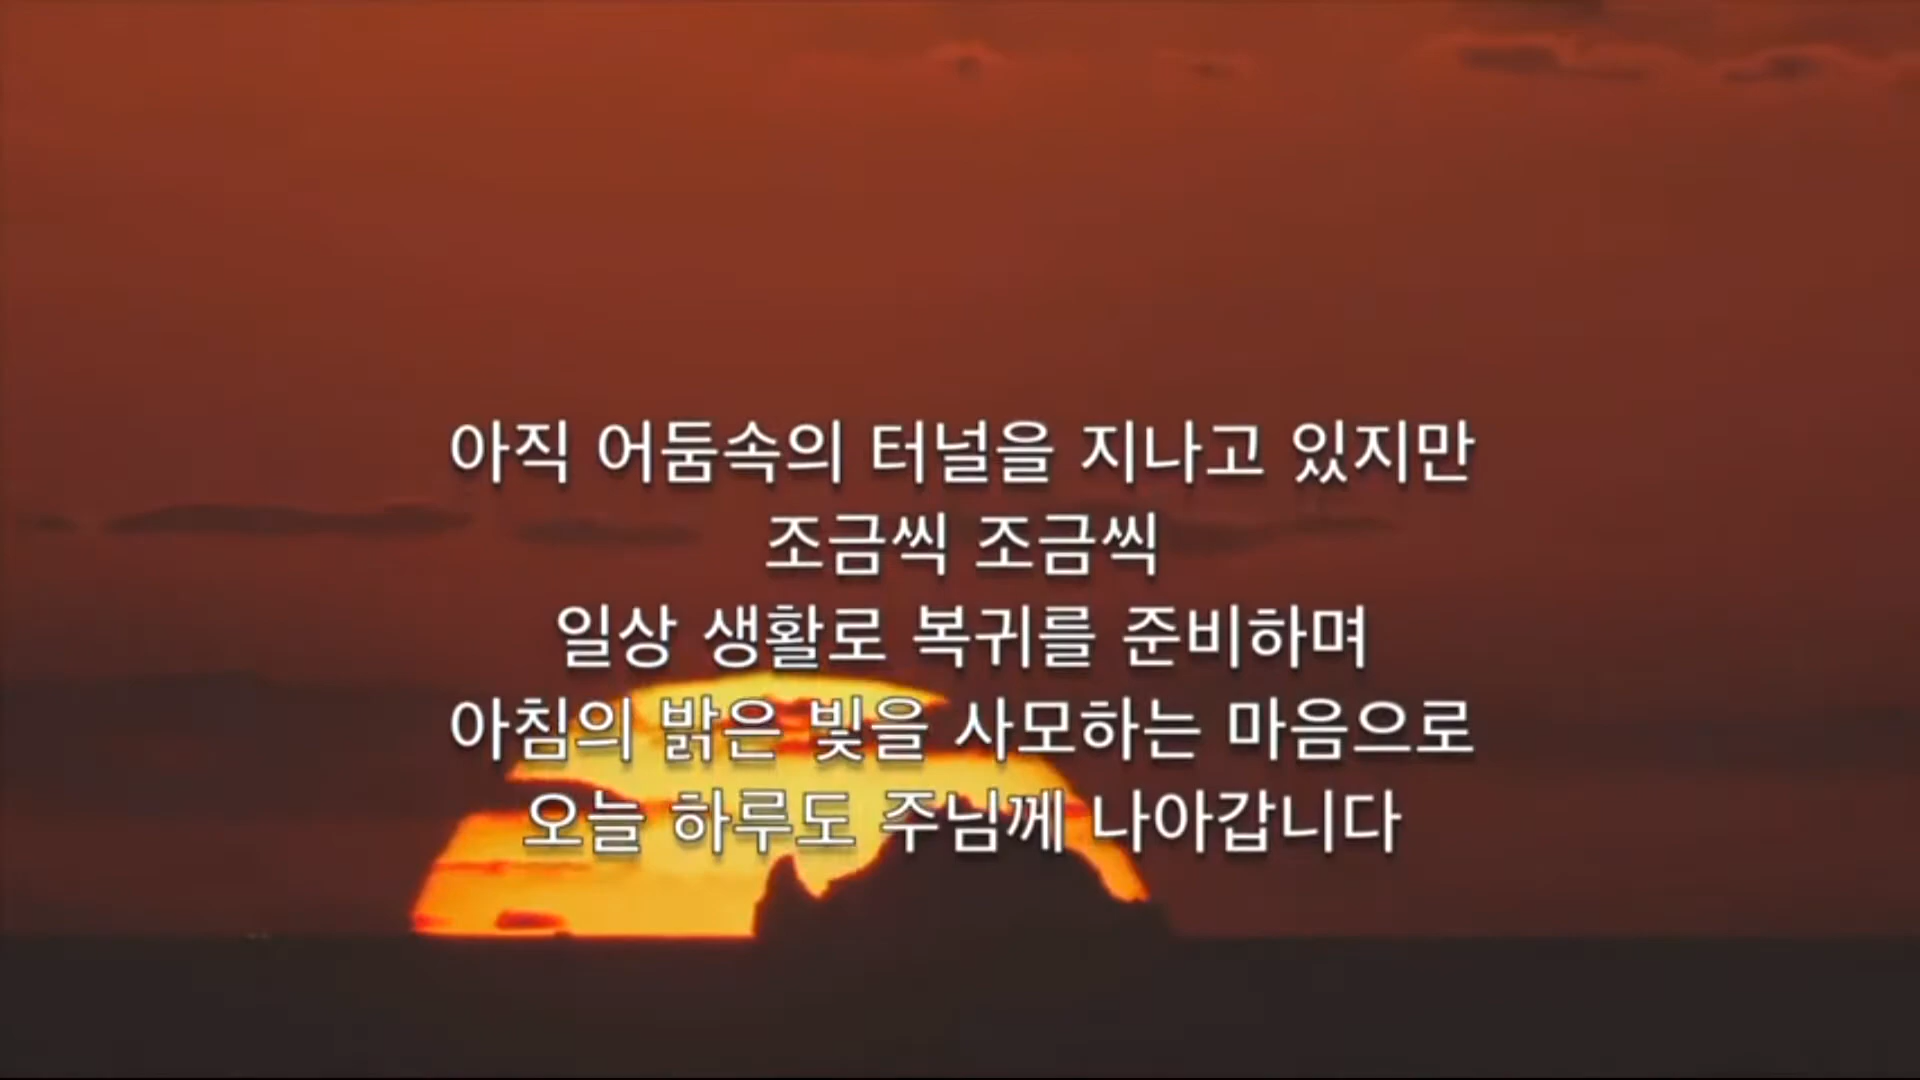 아직 어둠속의 터널을 지나고 있지만
조금씩 조금씩
일상 생활로 복귀를 준비하며
아침의 밝은 빛을 사모하는 마음으로
오늘 하루도 주님께 나아갑니다